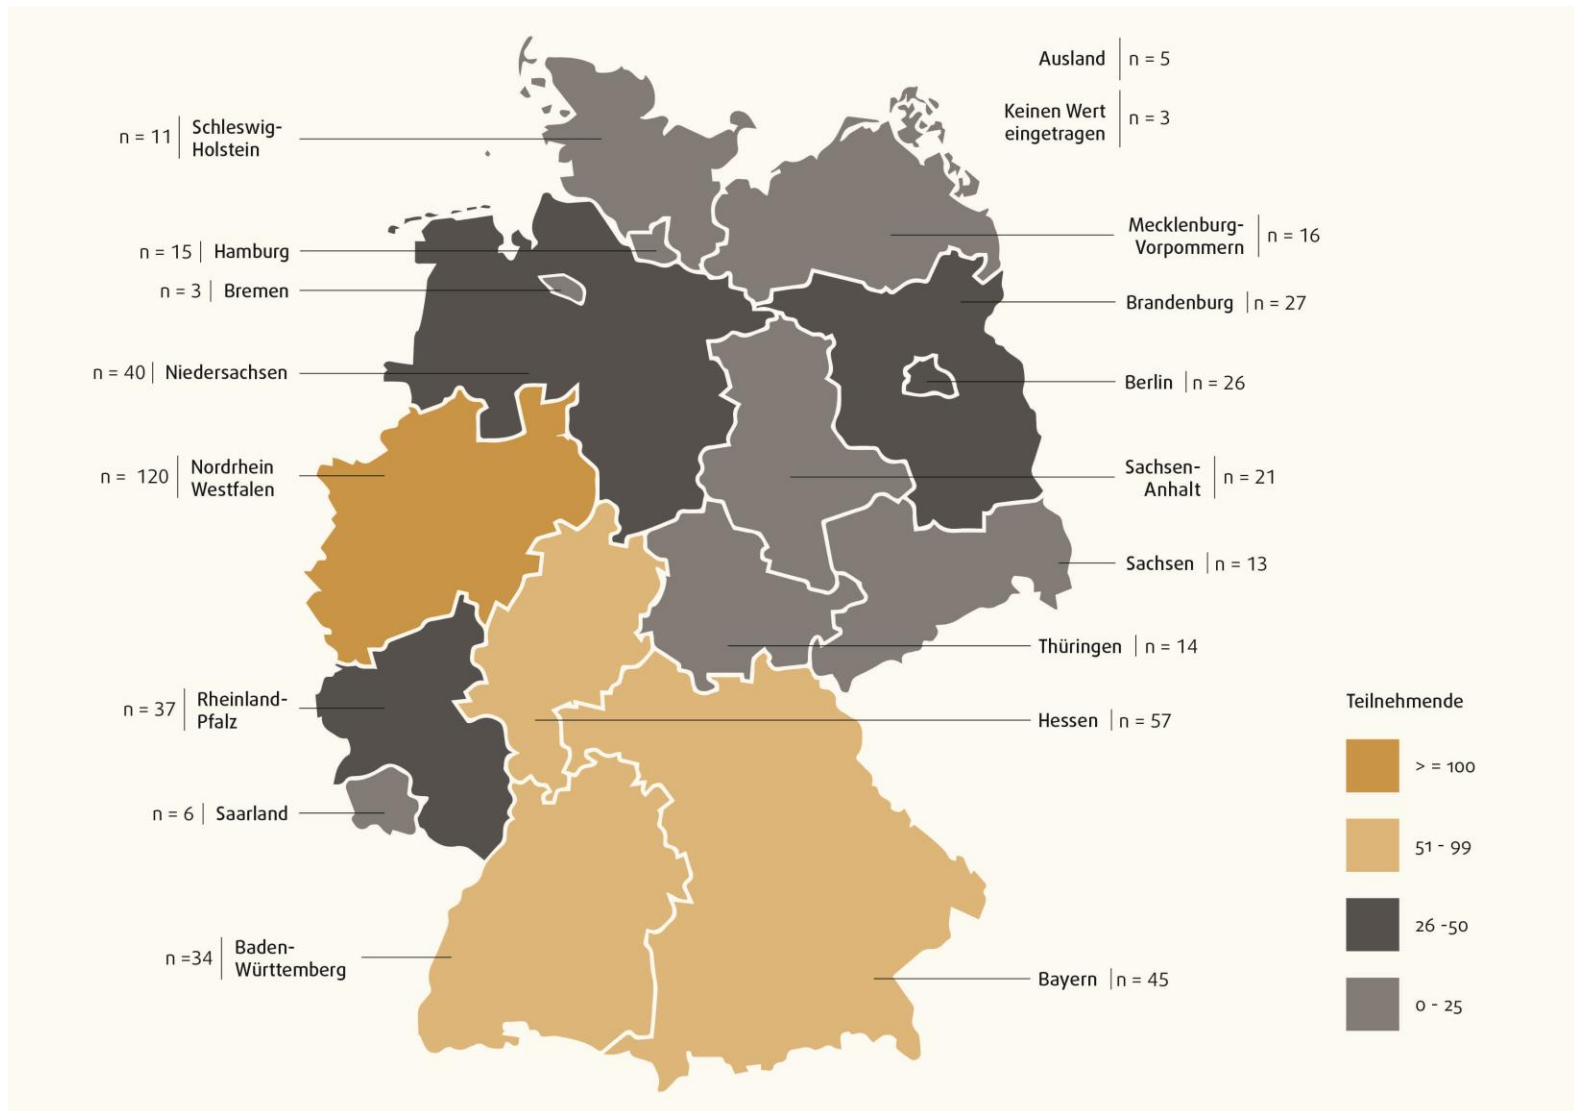 Ausland | n = 5
Keinen Wert
eingetragen | n = 3
n = 11 | Schleswig-
Holstein
Mecklenburg-
Vorpommern | n = 16
n = 15 | Hamburg
n = 3 | Bremen
Brandenburg | n = 27
n = 40 | Niedersachsen
Berlin | n = 26
n = 120 | Nordrhein
Westfalen
Sachsen-
Anhalt | n = 21
Sachsen | n = 13
Thüringen | n = 14
n = 37 | Rheinland-
Pfalz
Hessen | n = 57
n = 6 | Saarland
n =34 | Baden-
Württemberg
Bayern | n = 45
Teilnehmende
> = 100
51 - 99
26 -50
0 - 25